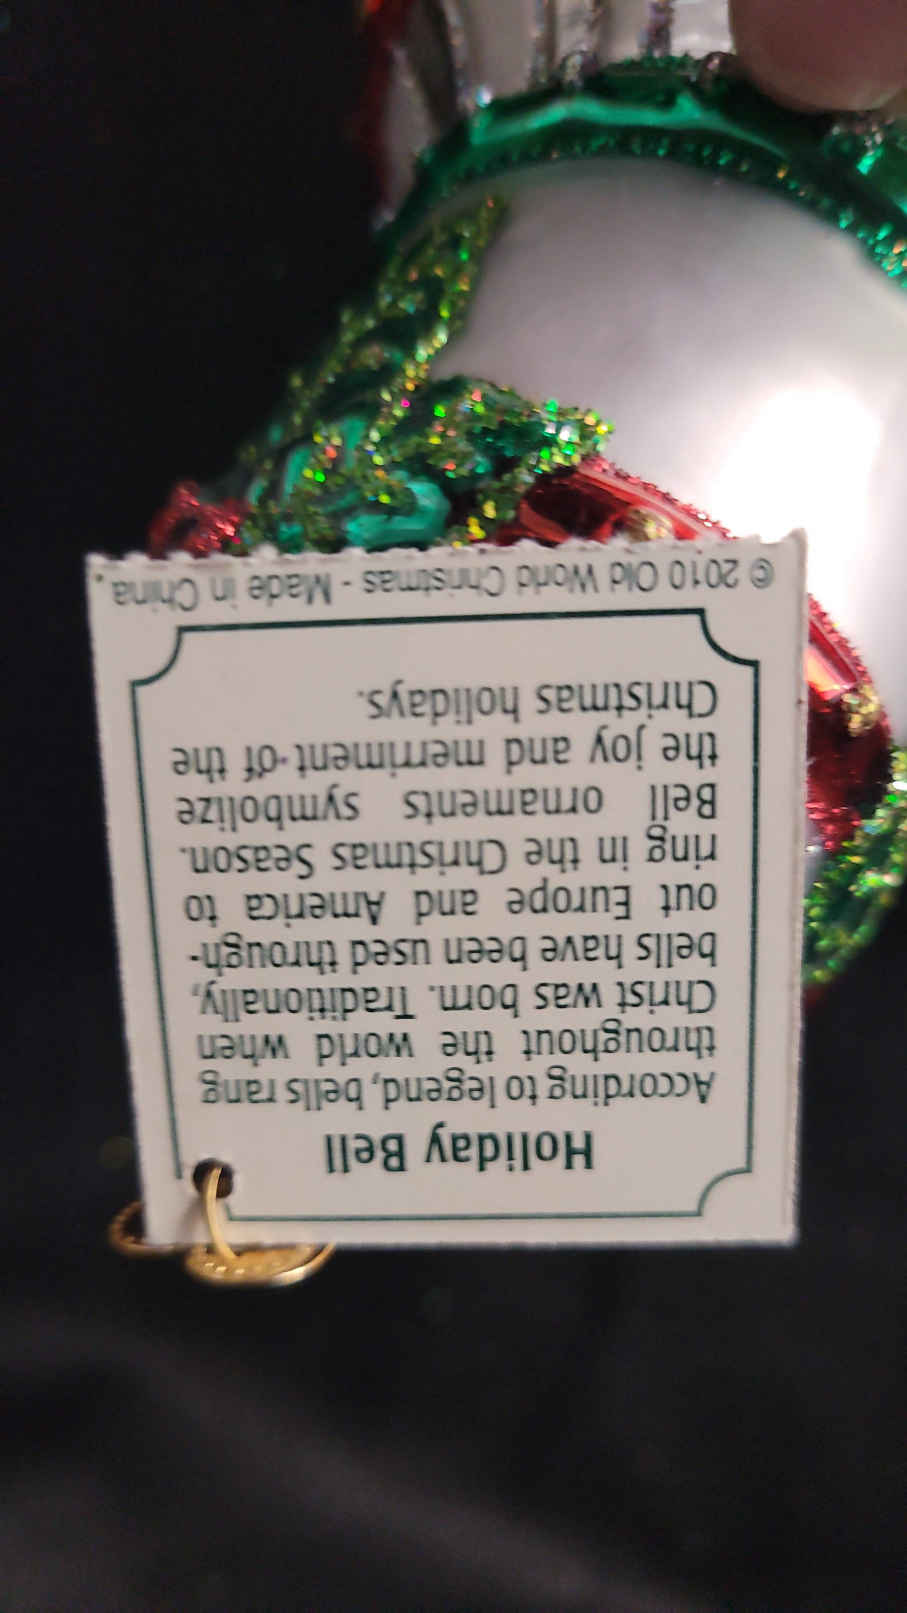 Holiday Bell
According to legend, bells rang
throughout the world when
Christ was born. Traditionally,
bells have been used through-
out Europe and America to
ring in the Christmas Season.
Bell ornaments symbolize
the joy and merriment of the
Christmas holidays.
© 2010 Old World Christmas - Made in China